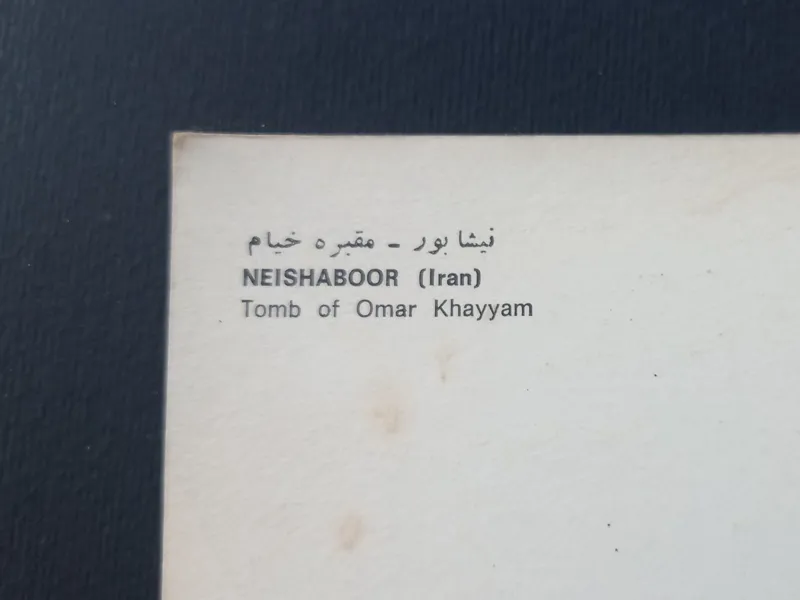 نیشابور ـ مقبره خیام
NEISHABOOR (Iran)
Tomb of Omar Khayyam